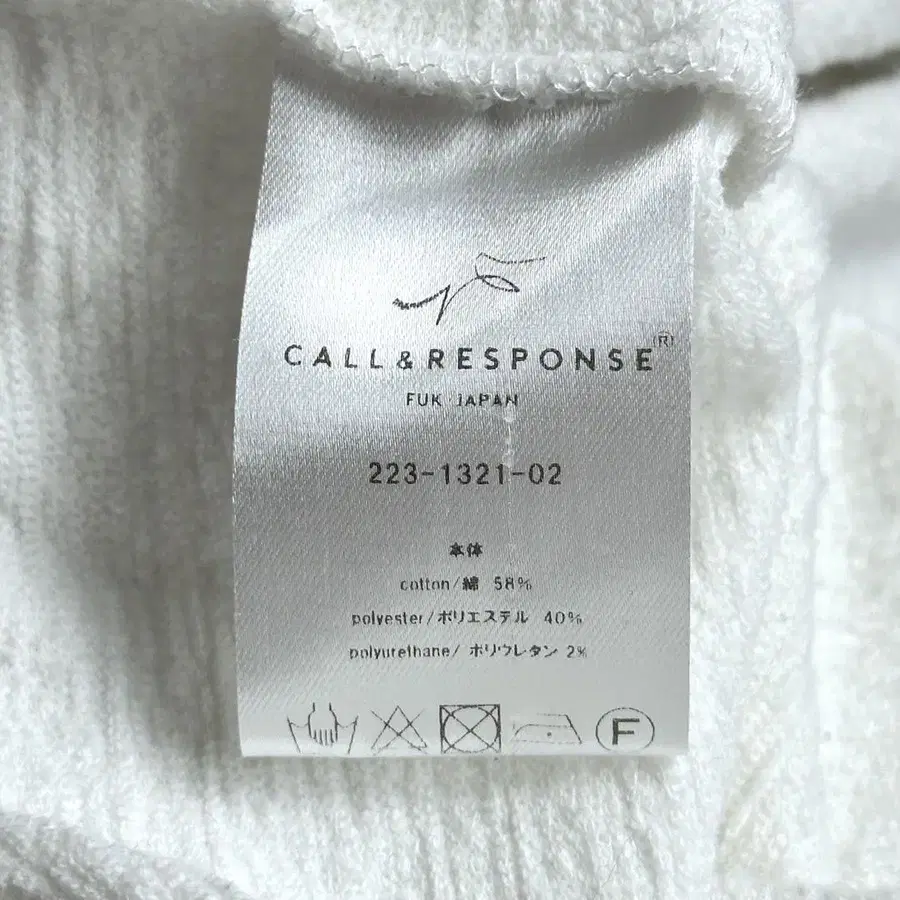 CALL & RESPONSE (R)
FUK JAPAN
223-1321-02
本体
cotton/綿 58%
polyester/ポリエステル 40%
polyurethane/ ポリウレタン 2%
F